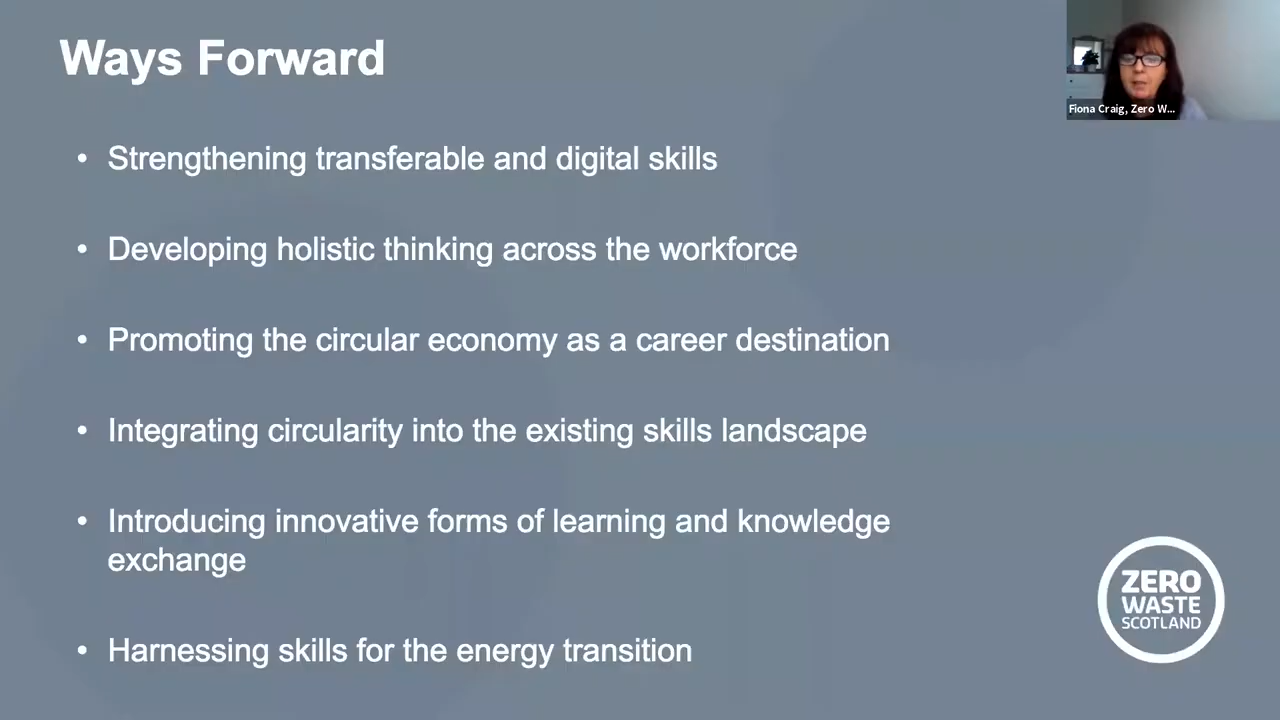 Ways Forward
Fiona Craig, Zero W...
• Strengthening transferable and digital skills
• Developing holistic thinking across the workforce
• Promoting the circular economy as a career destination
• Integrating circularity into the existing skills landscape
• Introducing innovative forms of learning and knowledge
exchange
• Harnessing skills for the energy transition
ZERO
WASTE
SCOTLAND